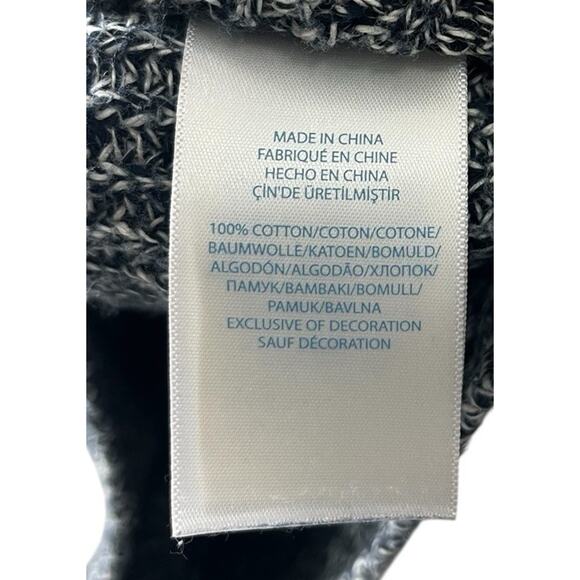 MADE IN CHINA
FABRIQUÉ EN CHINE
HECHO EN CHINA
ÇİN'DE ÜRETİLMİŞTİR
100% COTTON/COTON/COTONE/
BAUMWOLLE/KATOEN/BOMULD/
ALGODÓN/ALGODÃO/ХЛОПОК/
ПАМУК/BAMBAKI/BOMULL/
PAMUK/BAVLNA
EXCLUSIVE OF DECORATION
SAUF DÉCORATION